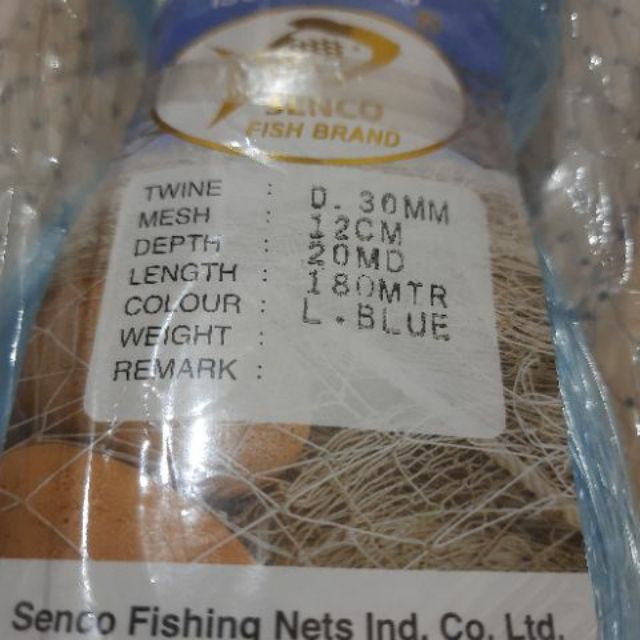 SENCO
FISH BRAND
TWINE : D. 30MM
MESH : 12CM
DEPTH : 20MD
LENGTH : 180MTR
COLOUR : L. BLUE
WEIGHT :
REMARK :
Senco Fishing Nets Ind. Co. Ltd.